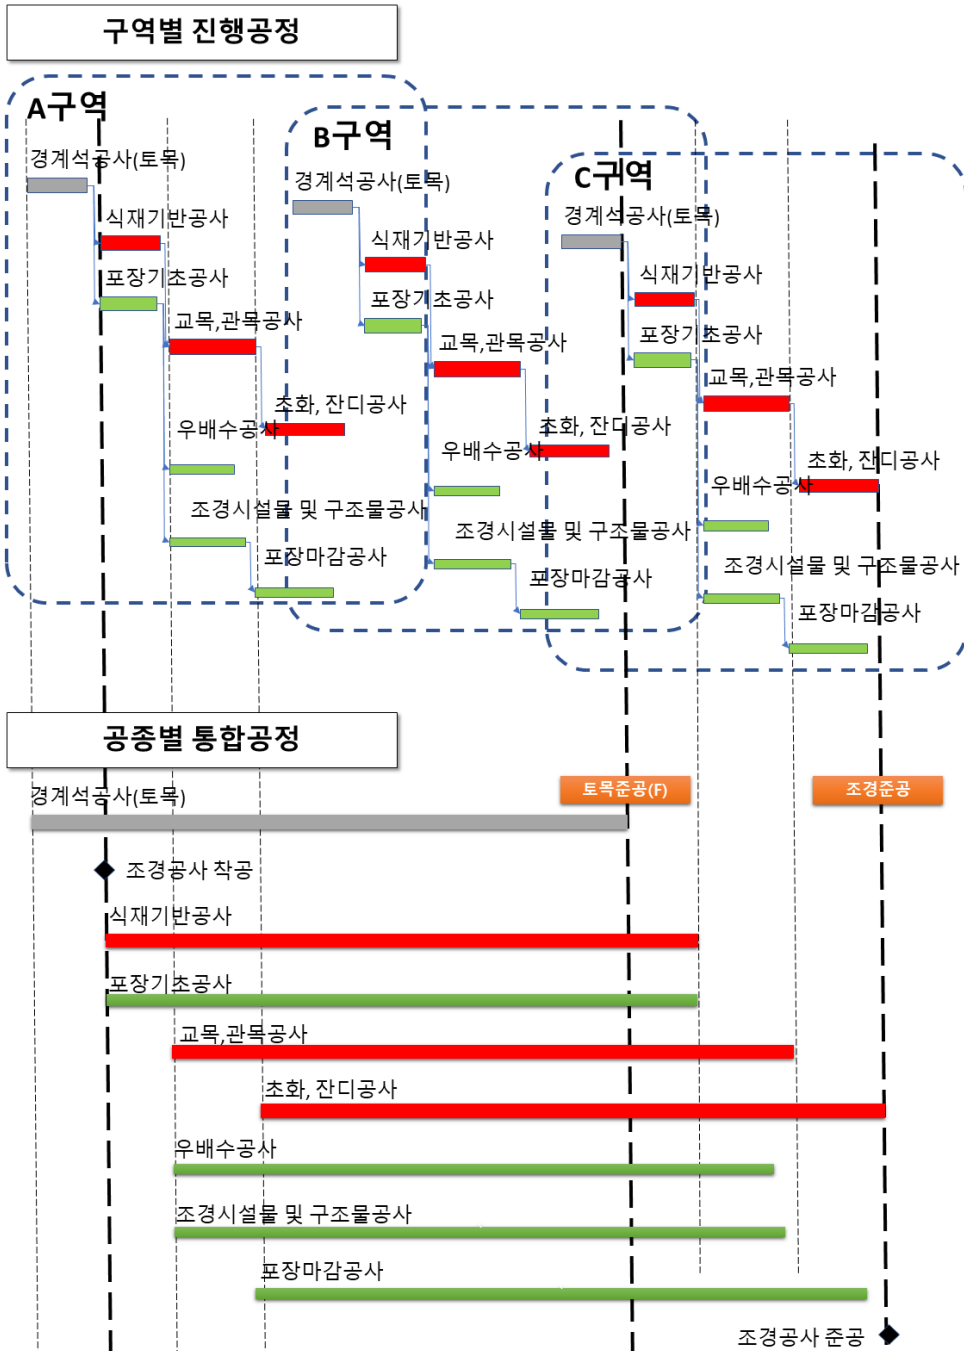 구역별 진행공정
A구역
경계석공사(토목)
식재기반공사
포장기초공사
교목,관목공사
초화, 잔디공사
우배수공사
조경시설물 및 구조물공사
포장마감공사
B구역
경계석공사(토목)
식재기반공사
포장기초공사
교목,관목공사
초화, 잔디공사
우배수공사
조경시설물 및 구조물공사
포장마감공사
C구역
경계석공사(토목)
식재기반공사
포장기초공사
교목,관목공사
초화, 잔디공사
우배수공사
조경시설물 및 구조물공사
포장마감공사
공종별 통합공정
토목준공(F)
조경준공
경계석공사(토목)
조경공사 착공
식재기반공사
포장기초공사
교목,관목공사
초화, 잔디공사
우배수공사
조경시설물 및 구조물공사
포장마감공사
조경공사 준공